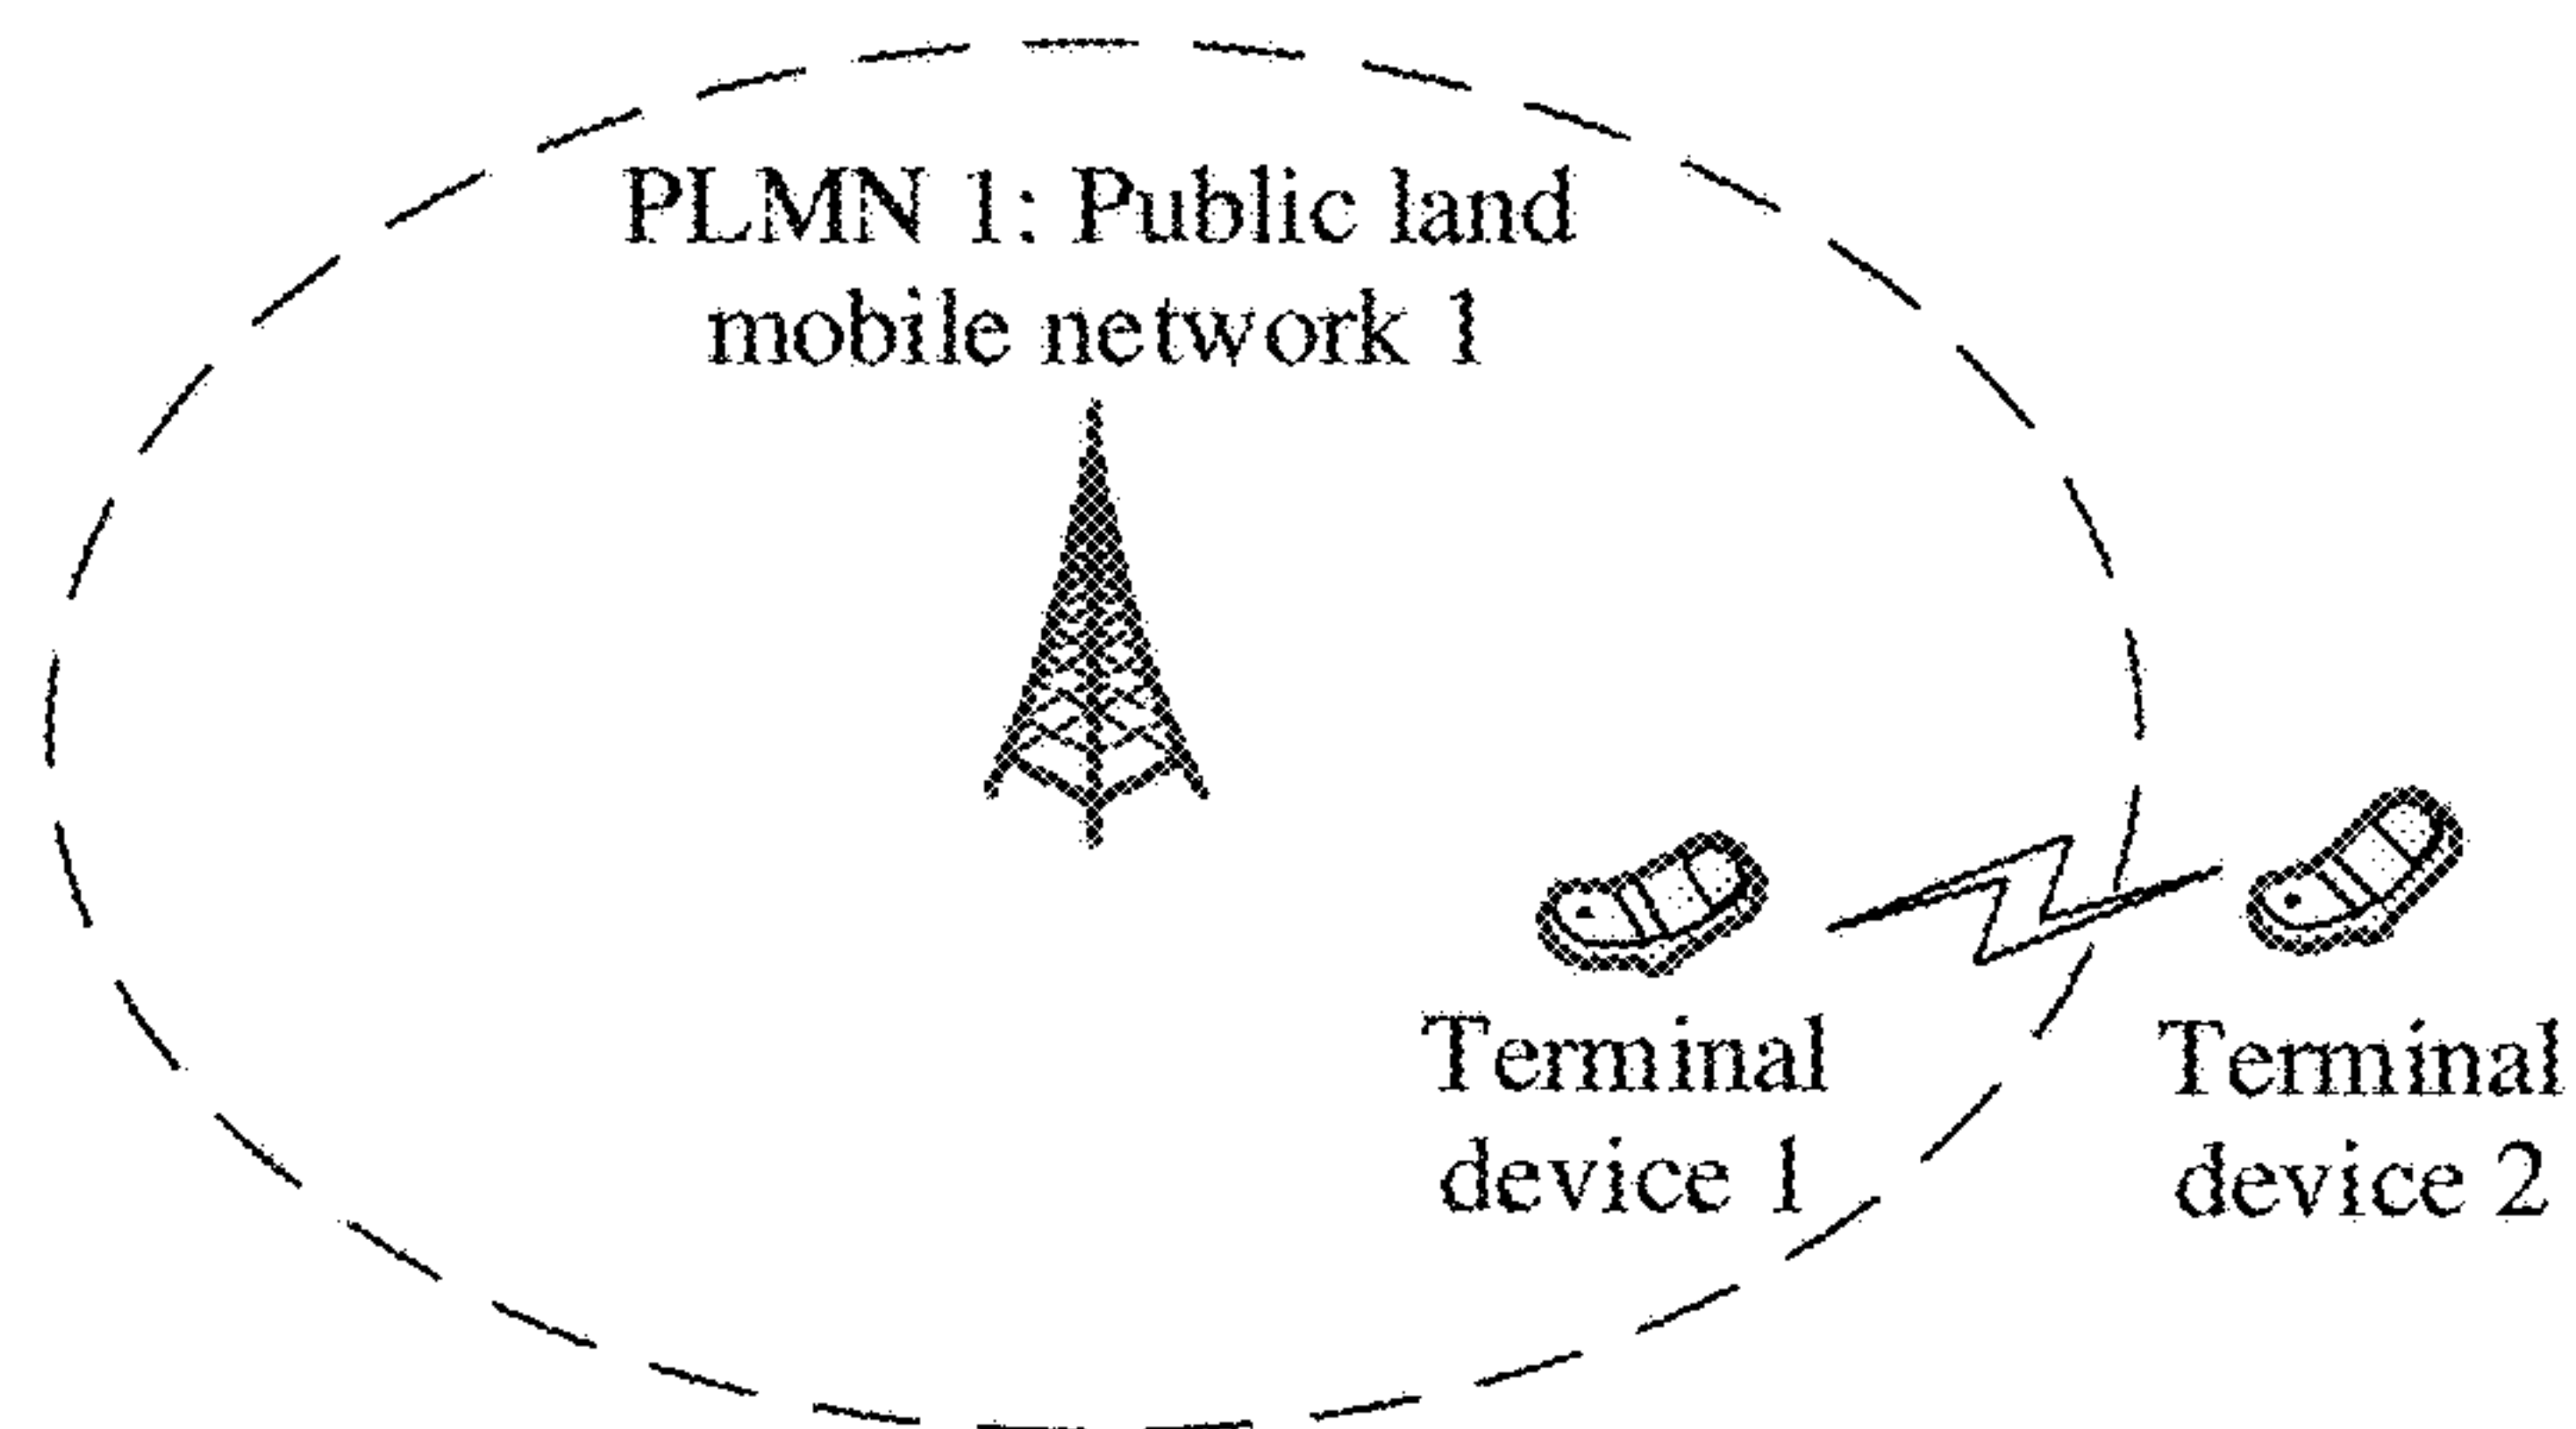 PLMN 1: Public land
mobile network 1
Terminal
device 1
Terminal
device 2